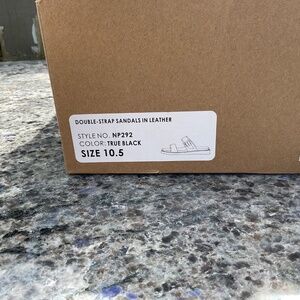 DOUBLE-STRAP SANDALS IN LEATHER
STYLE NO. NP292
COLOR: TRUE BLACK
SIZE 10.5